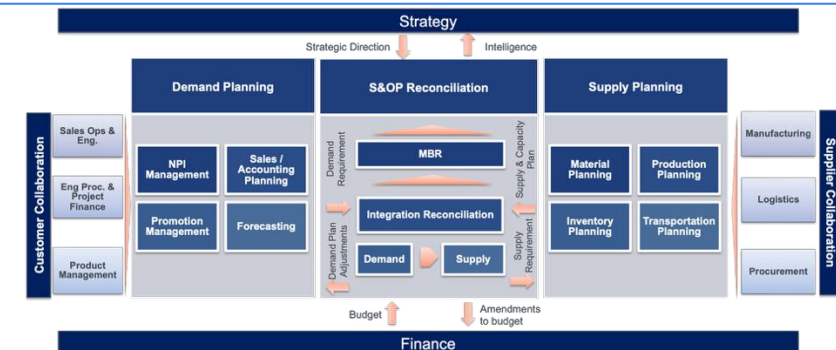 Strategy
Strategic Direction
Intelligence
Demand Planning
S&OP Reconciliation
Supply Planning
Customer Collaboration
Sales Ops &
Eng.
Eng Proc. &
Project
Finance
Product
Management
NPI
Management
Sales /
Accounting
Planning
Promotion
Management
Forecasting
Demand
Requirement
Demand Plan
Adjustments
MBR
Integration Reconciliation
Demand
Supply
Supply & Capacity
Plan
Supply
Requirement
Material
Planning
Production
Planning
Inventory
Planning
Transportation
Planning
Manufacturing
Logistics
Procurement
Supplier Collaboration
Budget
Amendments
to budget
Finance